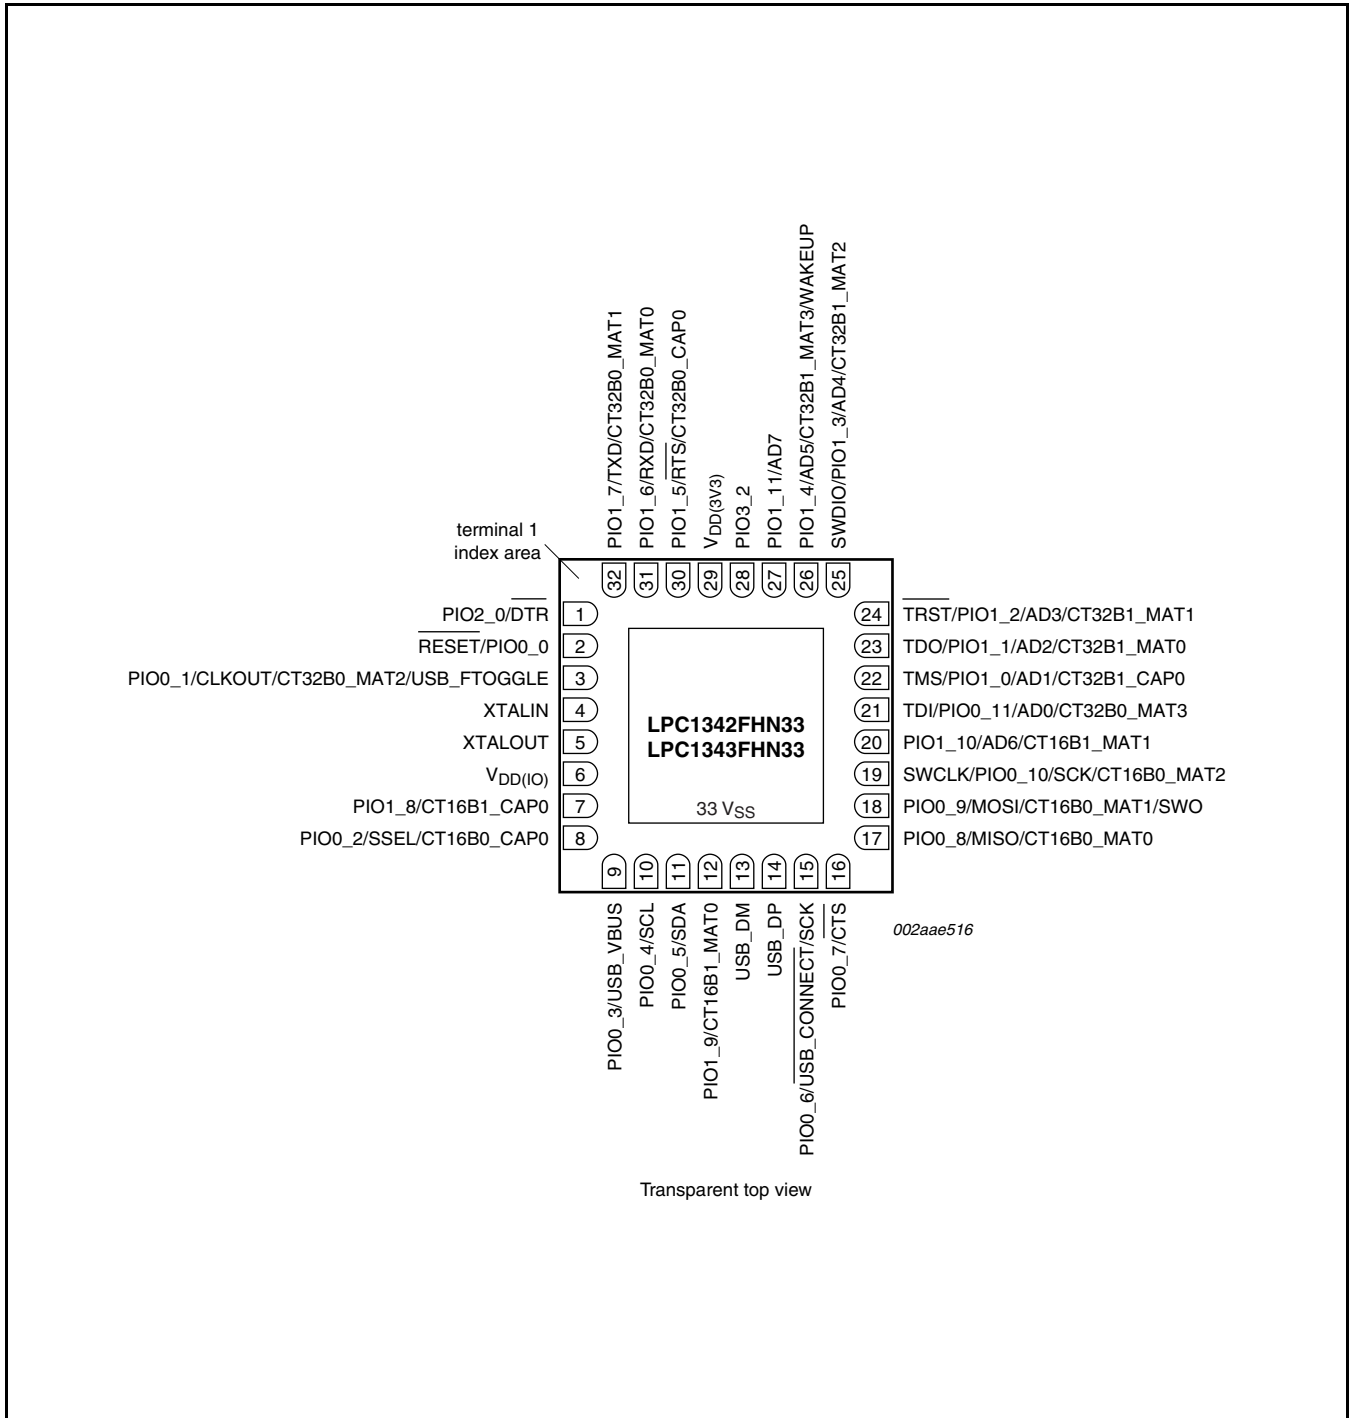 PIO1_7/TXD/CT32B0_MAT1
PIO1_6/RXD/CT32B0_MAT0
PIO1_5/RTS/CT32B0_CAP0
VDD(3V3)
PIO3_2
PIO1_11/AD7
PIO1_4/AD5/CT32B1_MAT3/WAKEUP
SWDIO/PIO1_3/AD4/CT32B1_MAT2
terminal 1
index area
32
31
30
29
28
27
26
25
PIO2_0/DTR 1
RESET/PIO0_0 2
PIO0_1/CLKOUT/CT32B0_MAT2/USB_FTOGGLE 3
XTALIN 4
XTALOUT 5
VDD(IO) 6
PIO1_8/CT16B1_CAP0 7
PIO0_2/SSEL/CT16B0_CAP0 8
LPC1342FHN33
LPC1343FHN33
33 VSS
24 TRST/PIO1_2/AD3/CT32B1_MAT1
23 TDO/PIO1_1/AD2/CT32B1_MAT0
22 TMS/PIO1_0/AD1/CT32B1_CAP0
21 TDI/PIO0_11/AD0/CT32B0_MAT3
20 PIO1_10/AD6/CT16B1_MAT1
19 SWCLK/PIO0_10/SCK/CT16B0_MAT2
18 PIO0_9/MOSI/CT16B0_MAT1/SWO
17 PIO0_8/MISO/CT16B0_MAT0
9
10
11
12
13
14
15
16
PIO0_3/USB_VBUS
PIO0_4/SCL
PIO0_5/SDA
PIO1_9/CT16B1_MAT0
USB_DM
USB_DP
PIO0_6/USB_CONNECT/SCK
PIO0_7/CTS
002aae516
Transparent top view